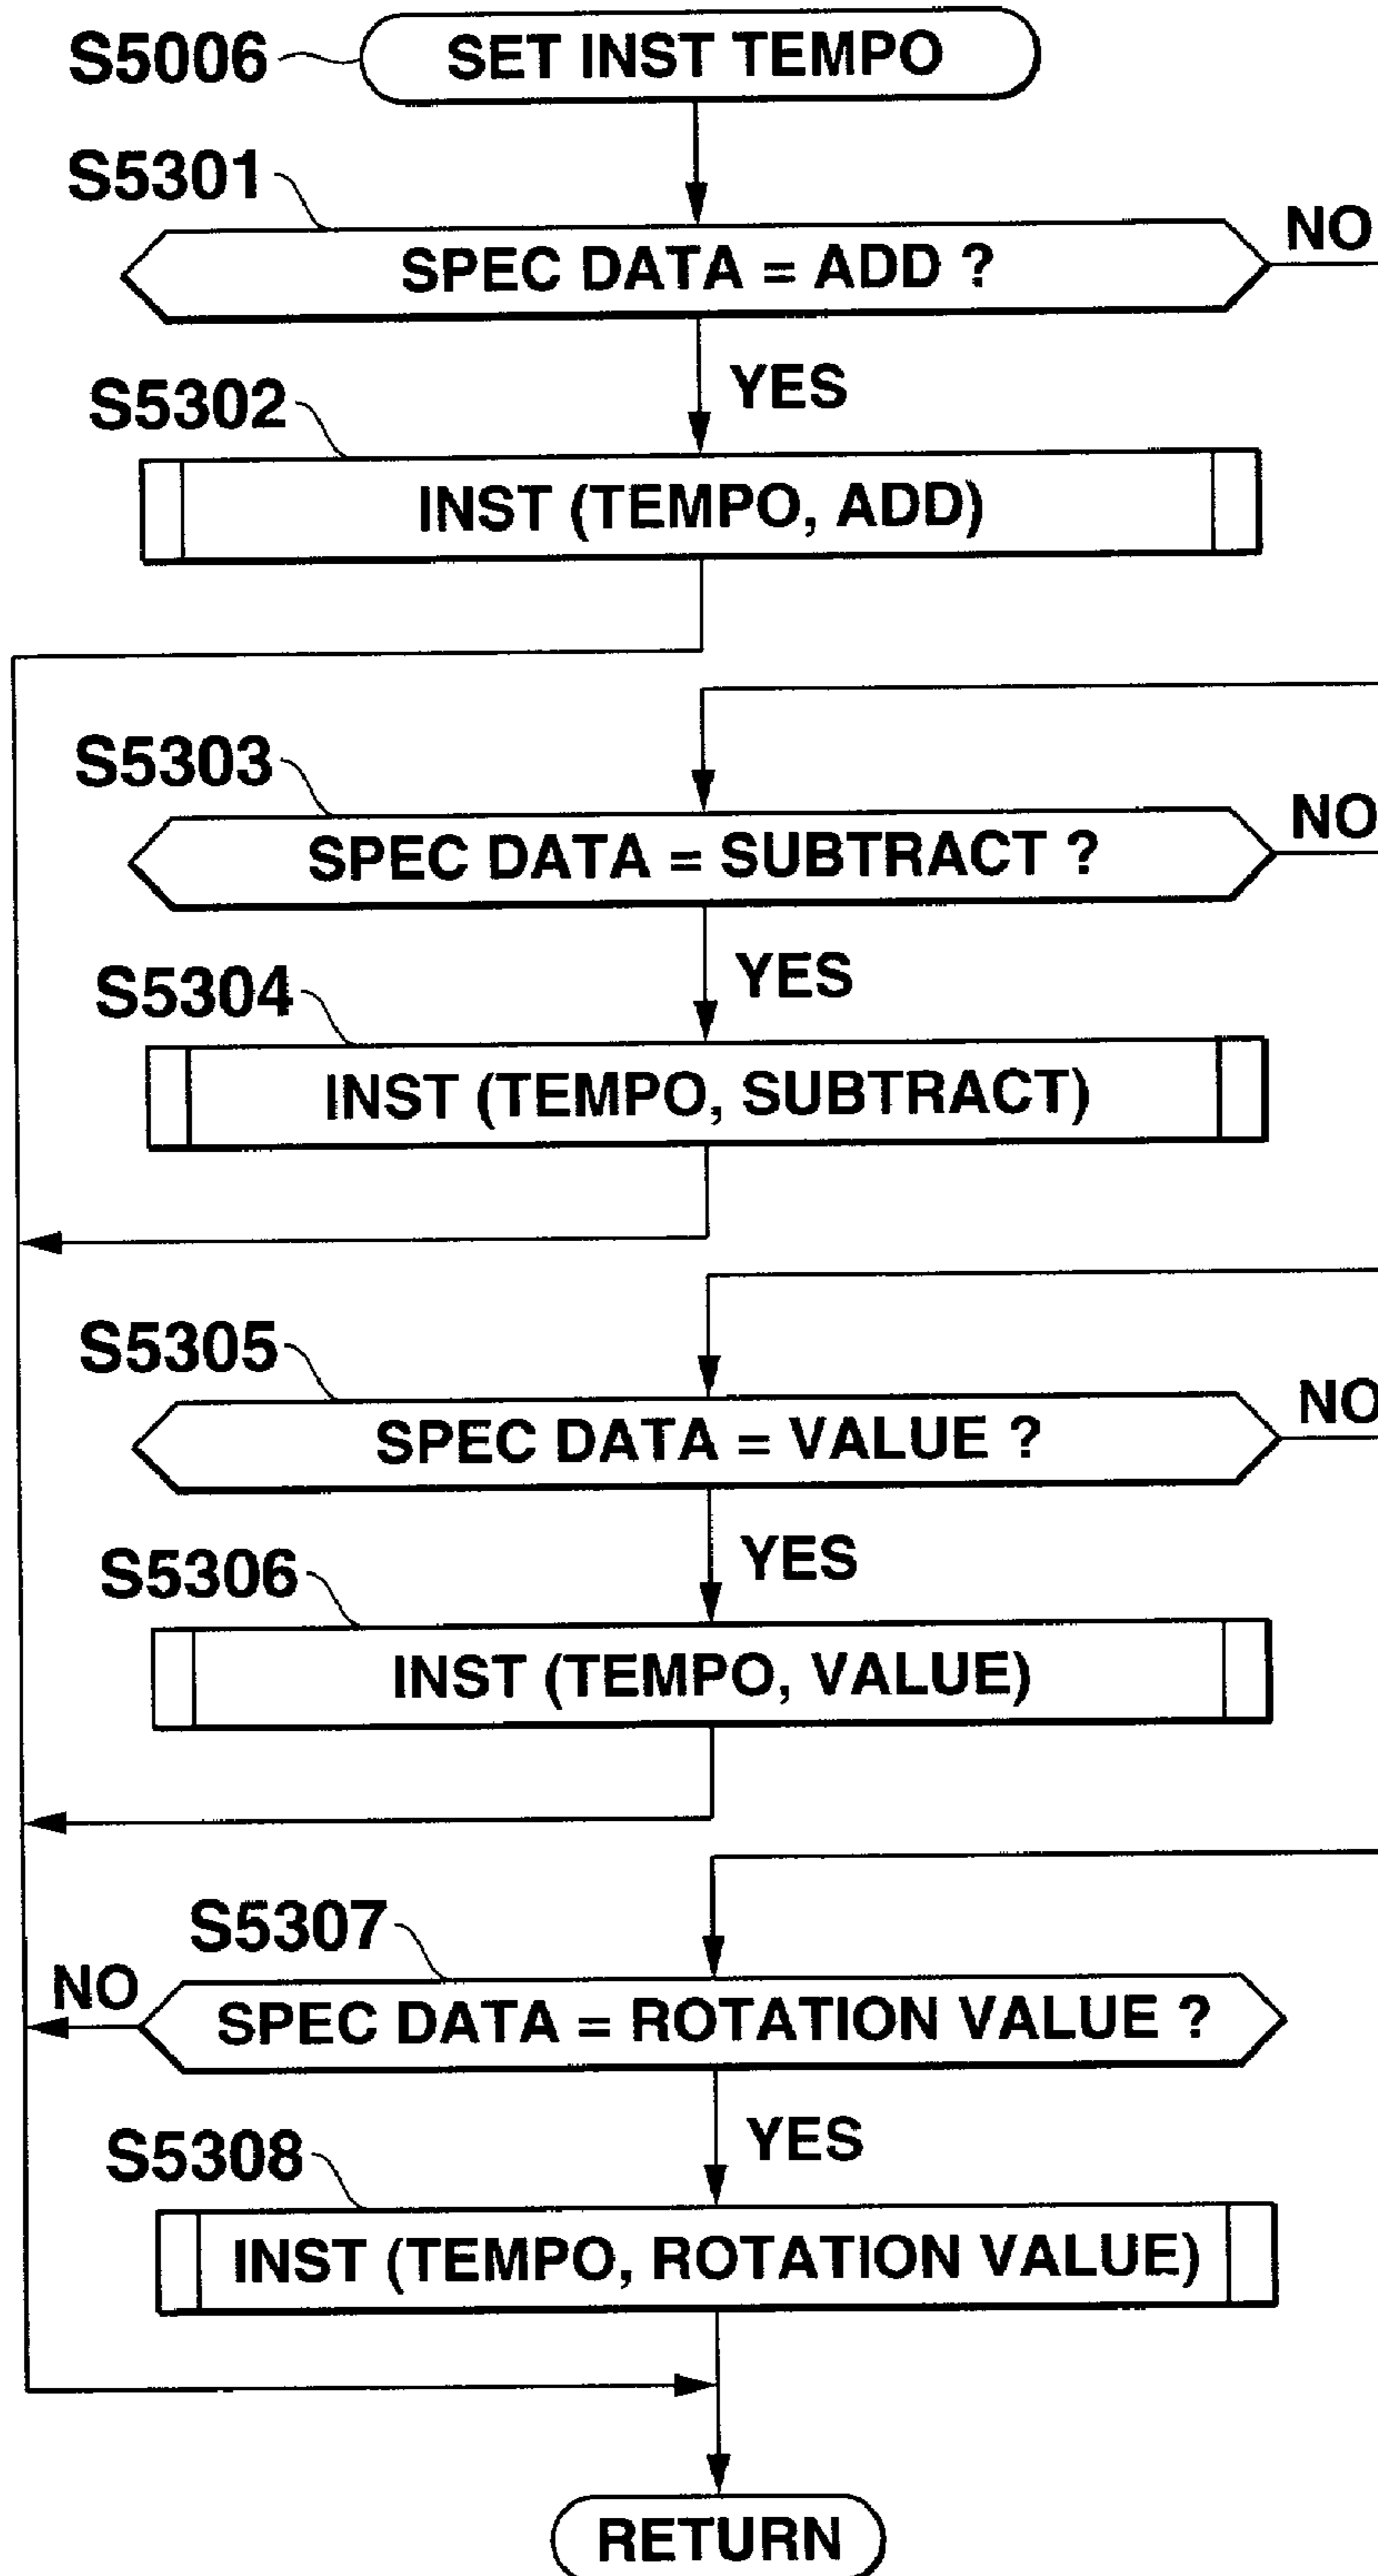 S5006 SET INST TEMPO
S5301
SPEC DATA = ADD ? NO
YES
S5302
INST (TEMPO, ADD)
S5303
SPEC DATA = SUBTRACT ? NO
YES
S5304
INST (TEMPO, SUBTRACT)
S5305
SPEC DATA = VALUE ? NO
YES
S5306
INST (TEMPO, VALUE)
S5307
NO SPEC DATA = ROTATION VALUE ?
YES
S5308
INST (TEMPO, ROTATION VALUE)
RETURN